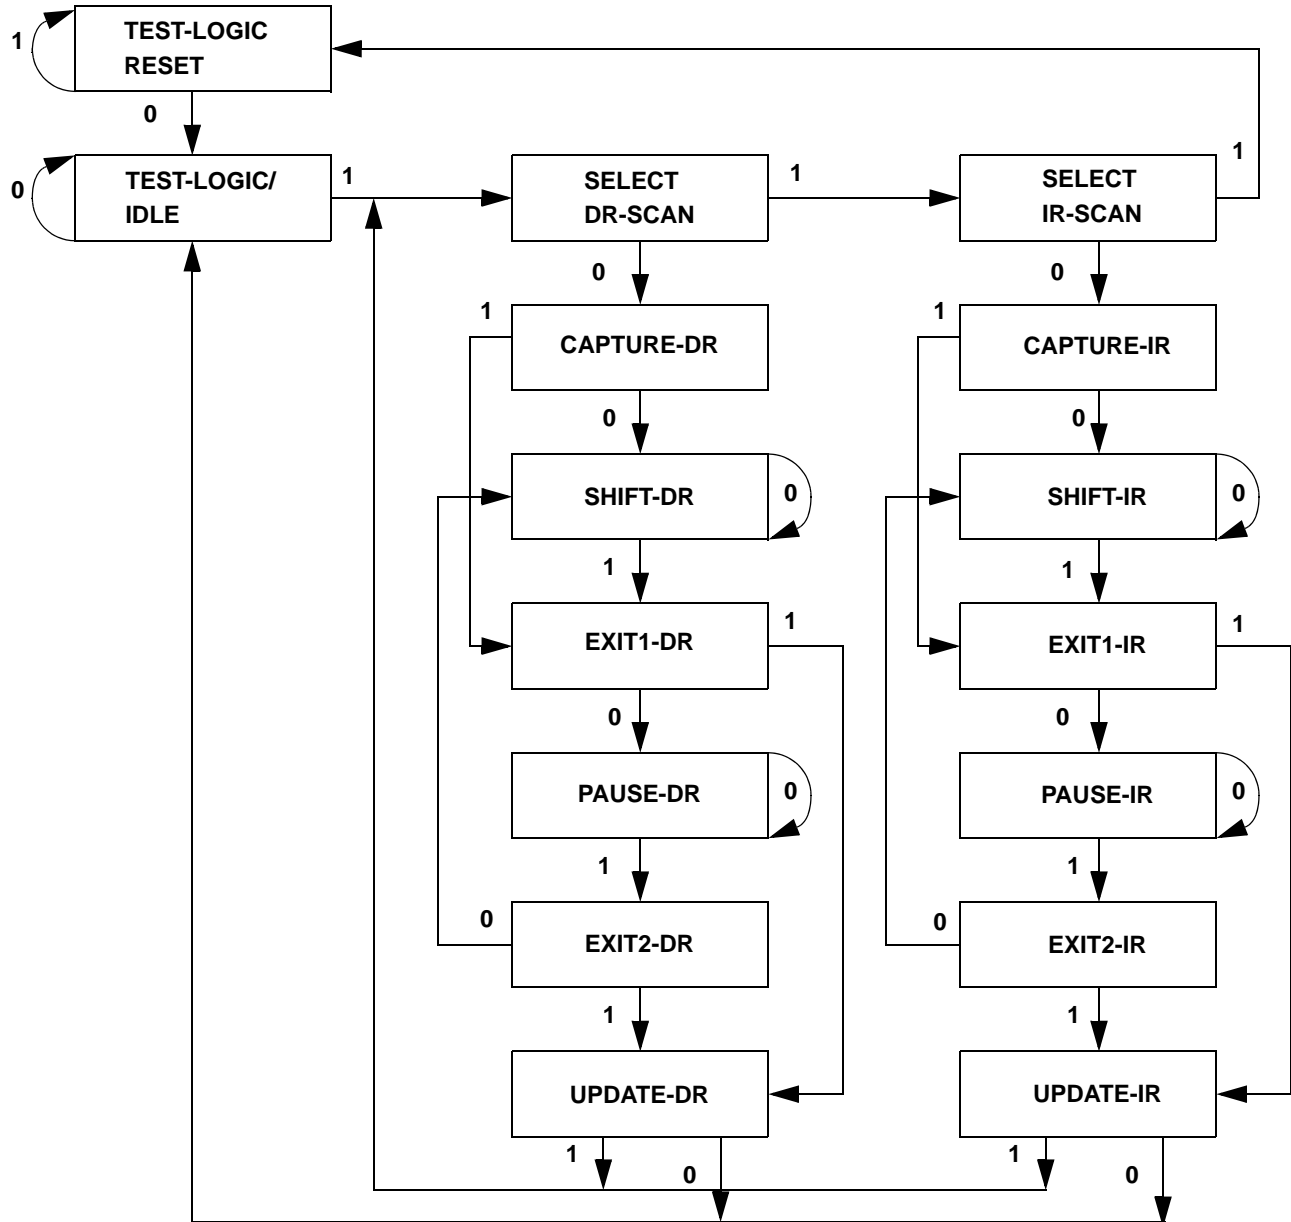 TEST-LOGIC
RESET
1
0
TEST-LOGIC/
IDLE
0
1
SELECT
DR-SCAN
1
SELECT
IR-SCAN
1
0
0
1
CAPTURE-DR
1
CAPTURE-IR
0
0
SHIFT-DR
0
SHIFT-IR
0
1
1
EXIT1-DR
1
EXIT1-IR
1
0
0
PAUSE-DR
0
PAUSE-IR
0
1
1
0
EXIT2-DR
0
EXIT2-IR
1
1
UPDATE-DR
UPDATE-IR
1
0
1
0